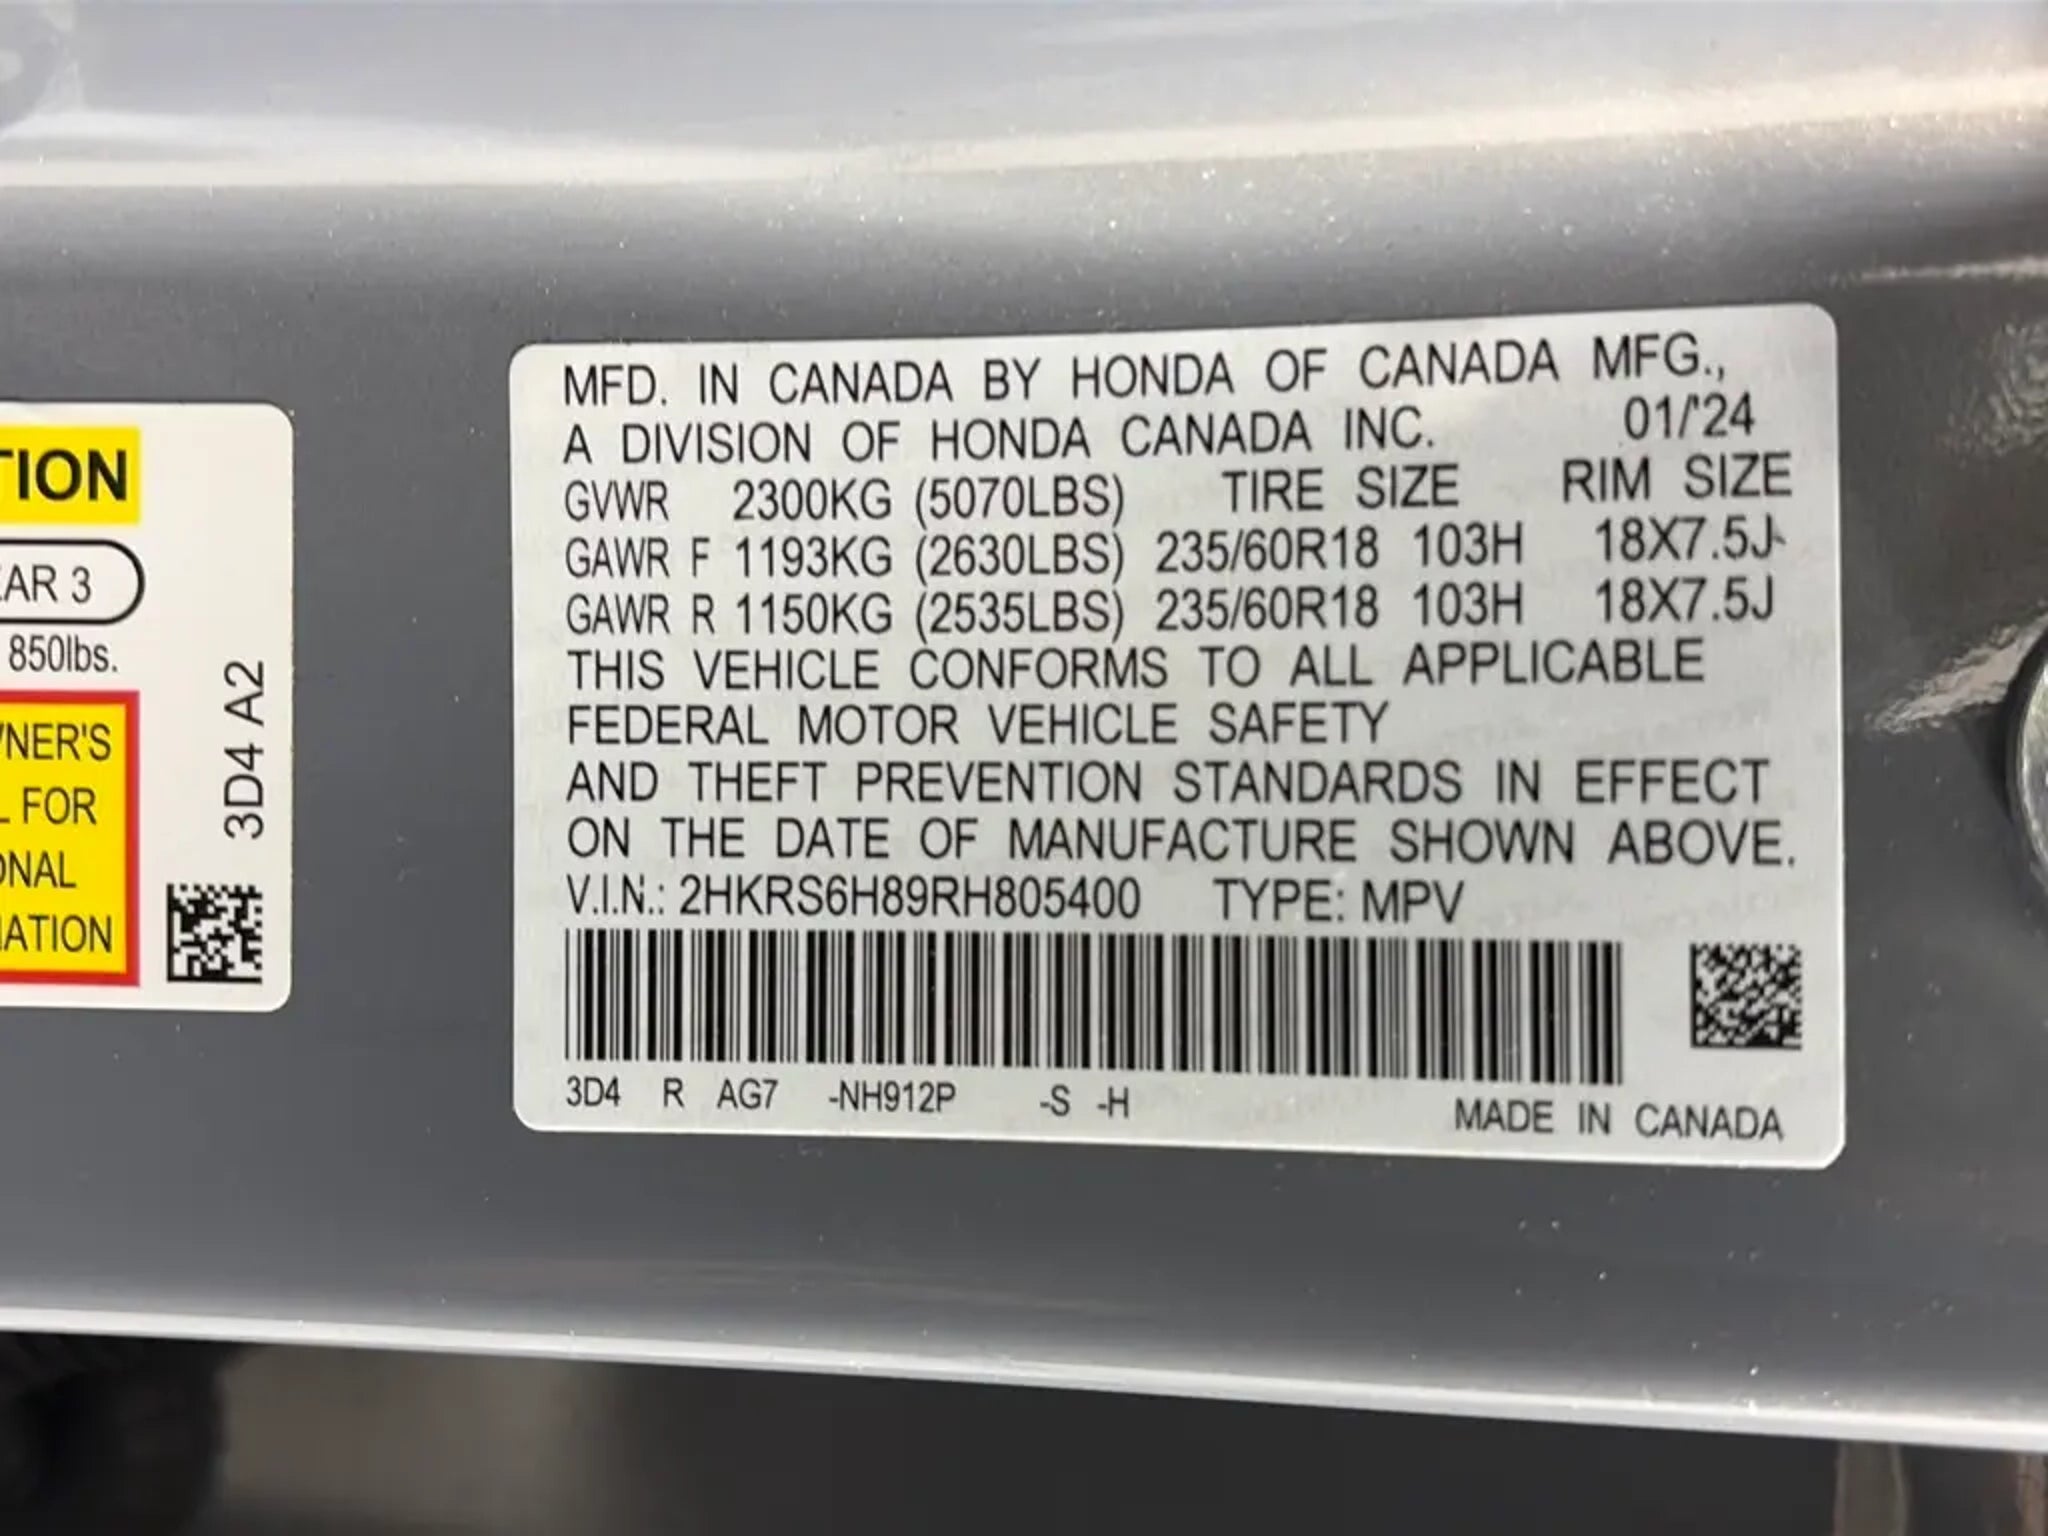 TION
EAR 3
850lbs.
WNER'S
L FOR
ONAL
MATION
3D4 A2
MFD. IN CANADA BY HONDA OF CANADA MFG.,
A DIVISION OF HONDA CANADA INC. 01/'24
GVWR 2300KG (5070LBS) TIRE SIZE RIM SIZE
GAWR F 1193KG (2630LBS) 235/60R18 103H 18X7.5J
GAWR R 1150KG (2535LBS) 235/60R18 103H 18X7.5J
THIS VEHICLE CONFORMS TO ALL APPLICABLE
FEDERAL MOTOR VEHICLE SAFETY
AND THEFT PREVENTION STANDARDS IN EFFECT
ON THE DATE OF MANUFACTURE SHOWN ABOVE.
V.I.N.: 2HKRS6H89RH805400 TYPE: MPV
3D4 R AG7 -NH912P -S -H MADE IN CANADA